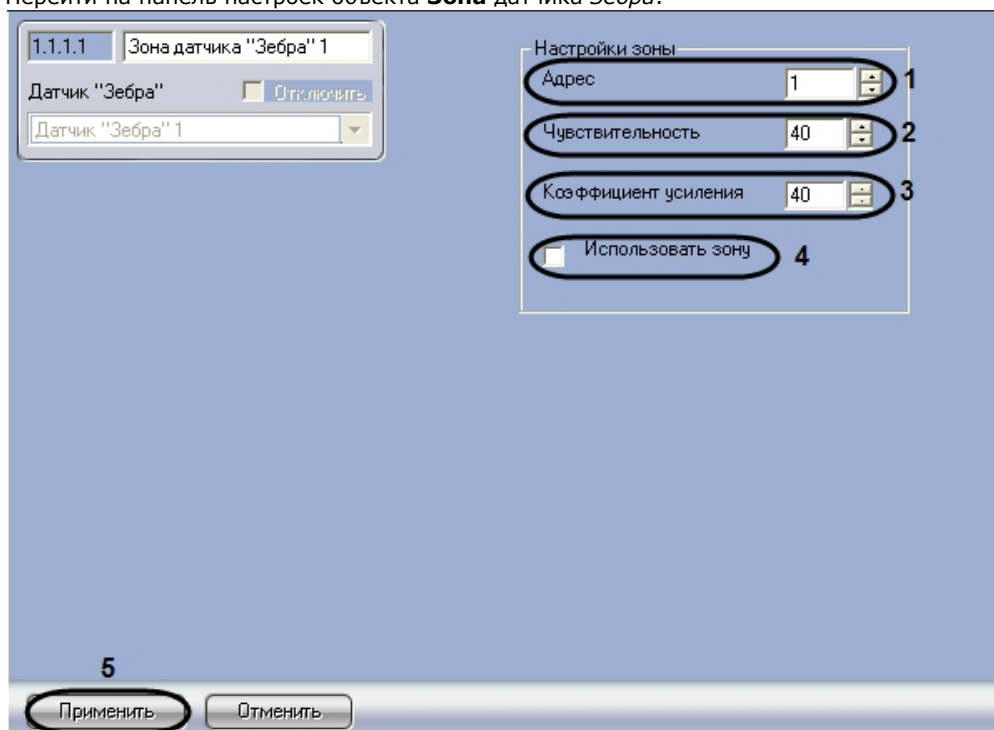 Перейти на панель настроек объекта Зона датчика Зебра.
1.1.1.1 Зона датчика "Зебра" 1
Датчик "Зебра" Отключить
Датчик "Зебра" 1
Настройки зоны
Адрес 1 1
Чувствительность 40 2
Коэффициент усиления 40 3
Использовать зону 4
5
Применить Отменить